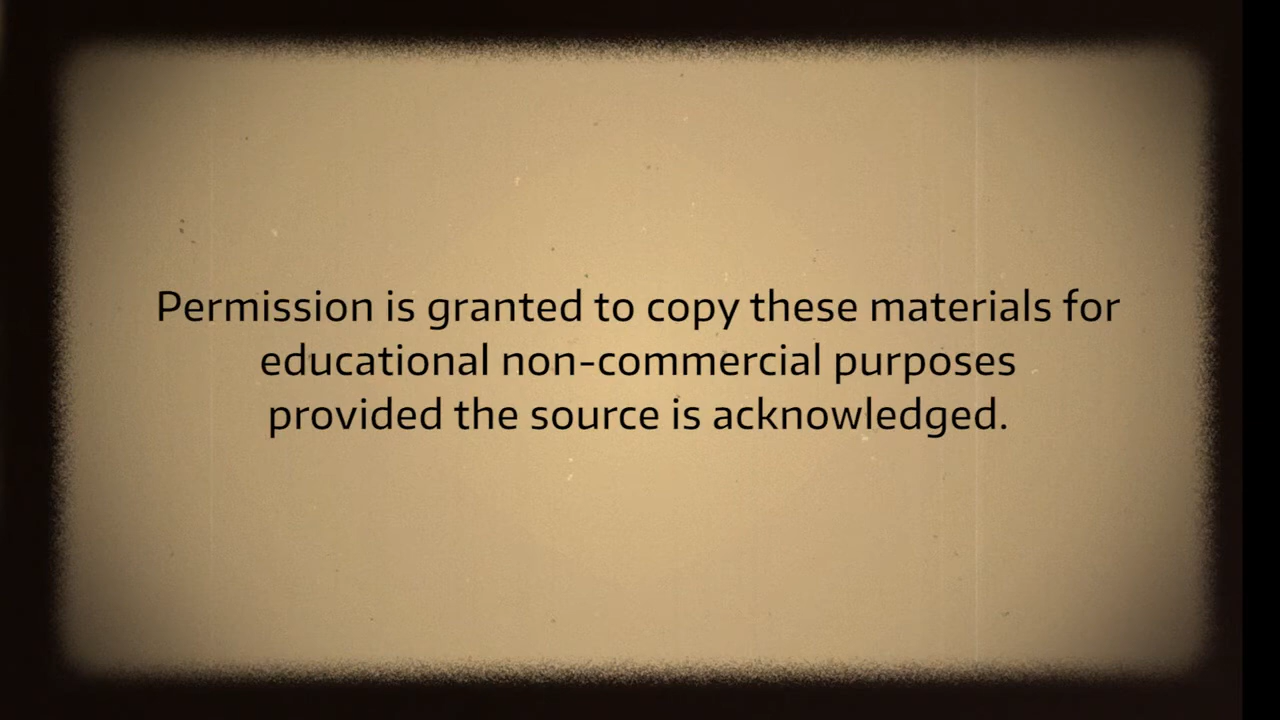 Permission is granted to copy these materials for
educational non-commercial purposes
provided the source is acknowledged.